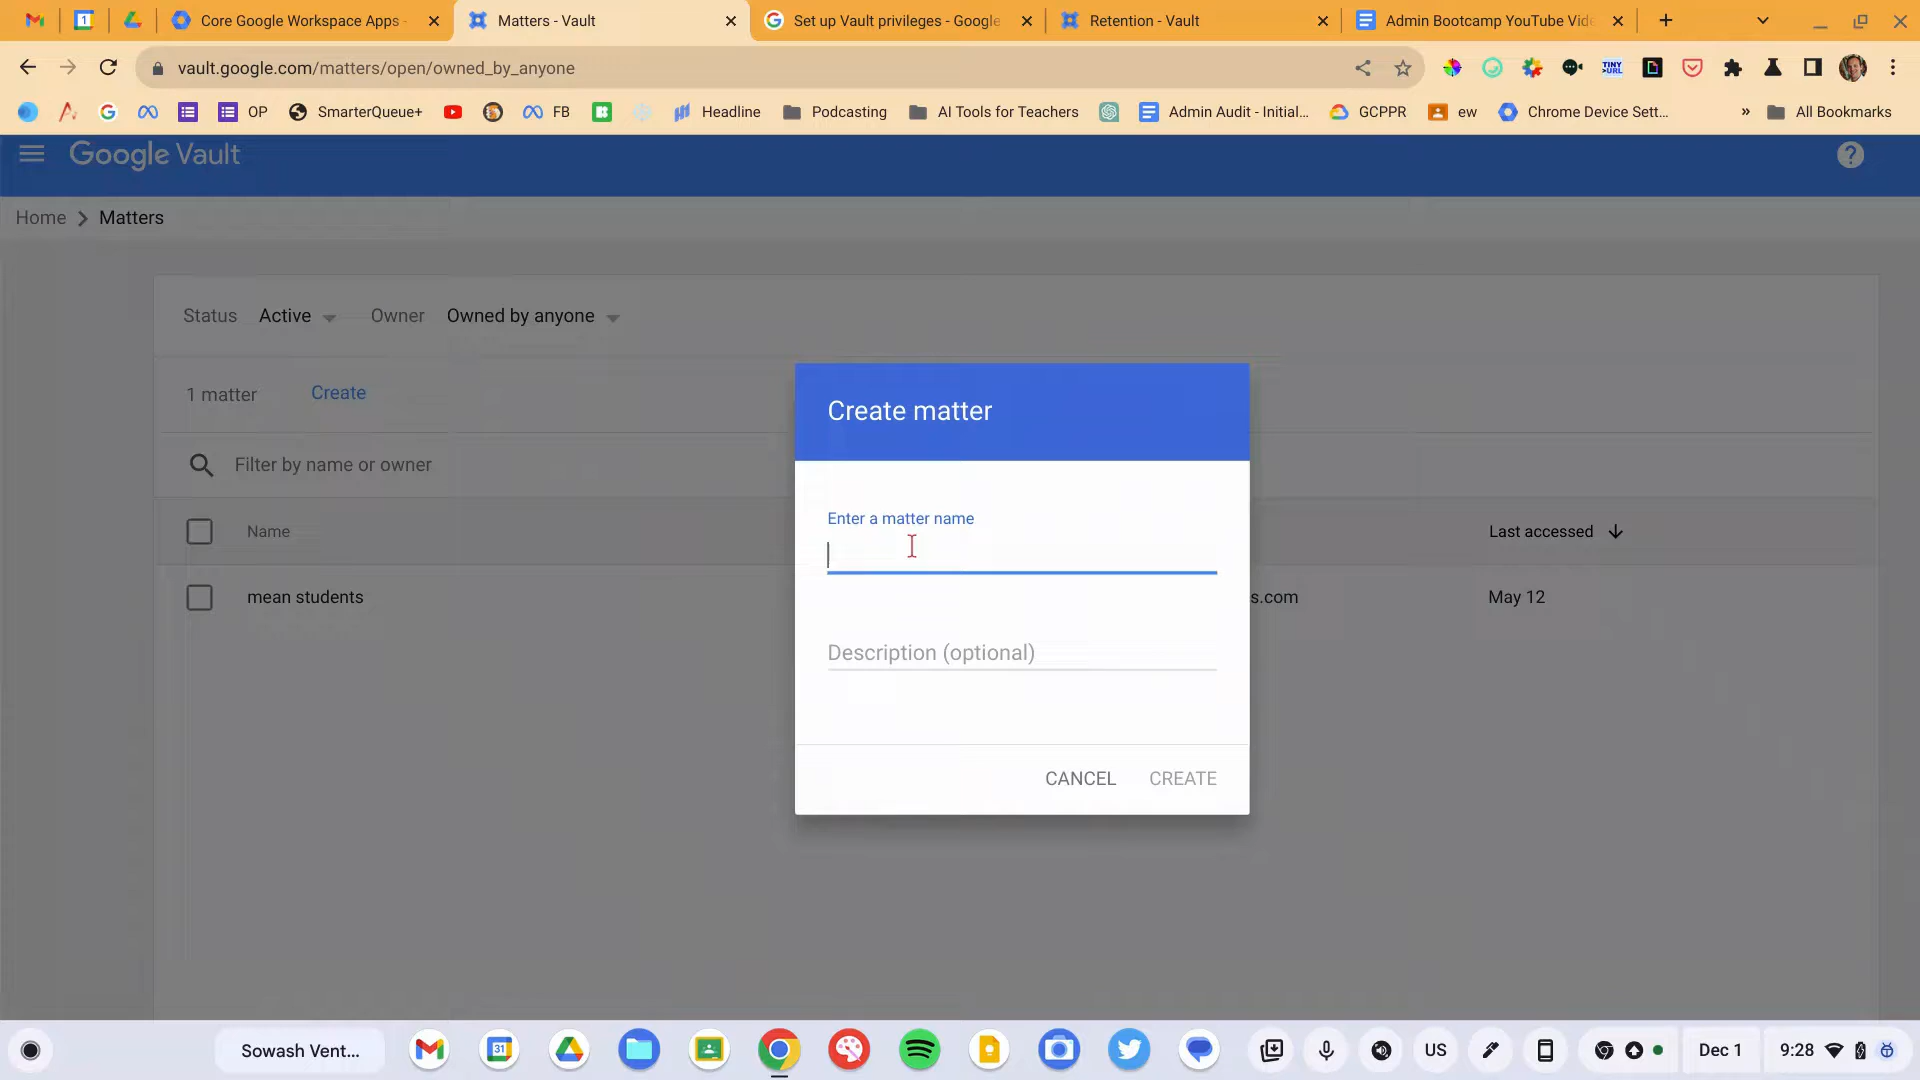 Core Google Workspace Apps -
Matters - Vault
Set up Vault privileges - Google
Retention - Vault
Admin Bootcamp YouTube Vide
vault.google.com/matters/open/owned_by_anyone
TINY
>URL
OP
SmarterQueue+
FB
Headline
Podcasting
AI Tools for Teachers
Admin Audit - Initial...
GCPPR
ew
Chrome Device Sett...
»
All Bookmarks
Google Vault
Home > Matters
Status
Active
Owner
Owned by anyone
1 matter
Create
Filter by name or owner
Name
Last accessed
mean students
s.com
May 12
Create matter
Enter a matter name
Description (optional)
CANCEL
CREATE
Sowash Vent...
31
US
Dec 1
9:28